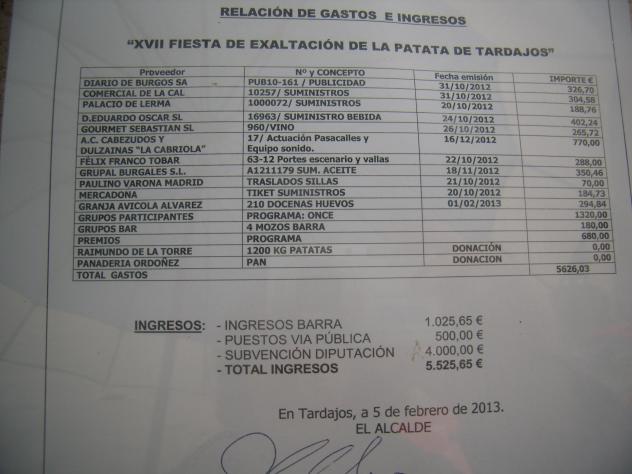 RELACIÓN DE GASTOS E INGRESOS
“XVII FIESTA DE EXALTACIÓN DE LA PATATA DE TARDAJOS”
Proveedor Nº y CONCEPTO Fecha emisión IMPORTE €
DIARIO DE BURGOS SA PUB10-161 / PUBLICIDAD 31/10/2012 326,70
COMERCIAL DE LA CAL 10257/ SUMINISTROS 31/10/2012 304,58
PALACIO DE LERMA 1000072/ SUMINISTROS 20/10/2012 188,76
D.EDUARDO OSCAR SL 16963/ SUMINISTRO BEBIDA 24/10/2012 402,24
GOURMET SEBASTIAN SL 960/VINO 26/10/2012 265,72
A.C. CABEZUDOS Y 17/ Actuación Pasacalles y 16/12/2012 770,00
DULZAINAS “LA CABRIOLA” Equipo sonido.
FÉLIX FRANCO TOBAR 63-12 Portes escenario y vallas 22/10/2012 288,00
GRUPAL BURGALES S.L. A1211179 SUM. ACEITE 18/11/2012 350,46
PAULINO VARONA MADRID TRASLADOS SILLAS 21/10/2012 70,00
MERCADONA TIKET SUMINISTROS 20/10/2012 184,73
GRANJA AVICOLA ALVAREZ 210 DOCENAS HUEVOS 01/02/2013 294,84
GRUPOS PARTICIPANTES PROGRAMA: ONCE 1320,00
GRUPOS BAR 4 MOZOS BARRA 180,00
PREMIOS PROGRAMA 680,00
RAIMUNDO DE LA TORRE 1200 KG PATATAS DONACIÓN 0,00
PANADERIA ORDOÑEZ PAN DONACION 0,00
TOTAL GASTOS 5626,03
INGRESOS: - INGRESOS BARRA 1.025,65 €
- PUESTOS VIA PÚBLICA 500,00 €
- SUBVENCIÓN DIPUTACIÓN 4.000,00 €
- TOTAL INGRESOS 5.525,65 €
En Tardajos, a 5 de febrero de 2013.
EL ALCALDE